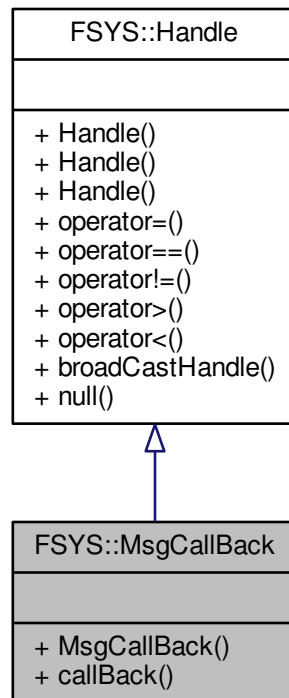 FSYS::Handle
+ Handle()
+ Handle()
+ Handle()
+ operator=()
+ operator==()
+ operator!=()
+ operator>()
+ operator<()
+ broadCastHandle()
+ null()
FSYS::MsgCallBack
+ MsgCallBack()
+ callBack()